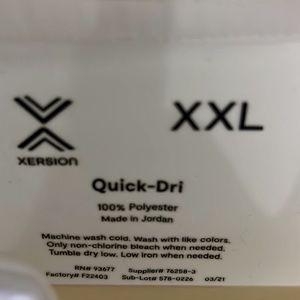 XXL
XERSION
Quick-Dri
100% Polyester
Made in Jordan
Machine wash cold. Wash with like colors.
Only non-chlorine bleach when needed.
Tumble dry low. Low iron when needed.
RN# 93677 Supplier# 76258-3
Factory# F22403 Sub-Lot# 578-0226 03/21